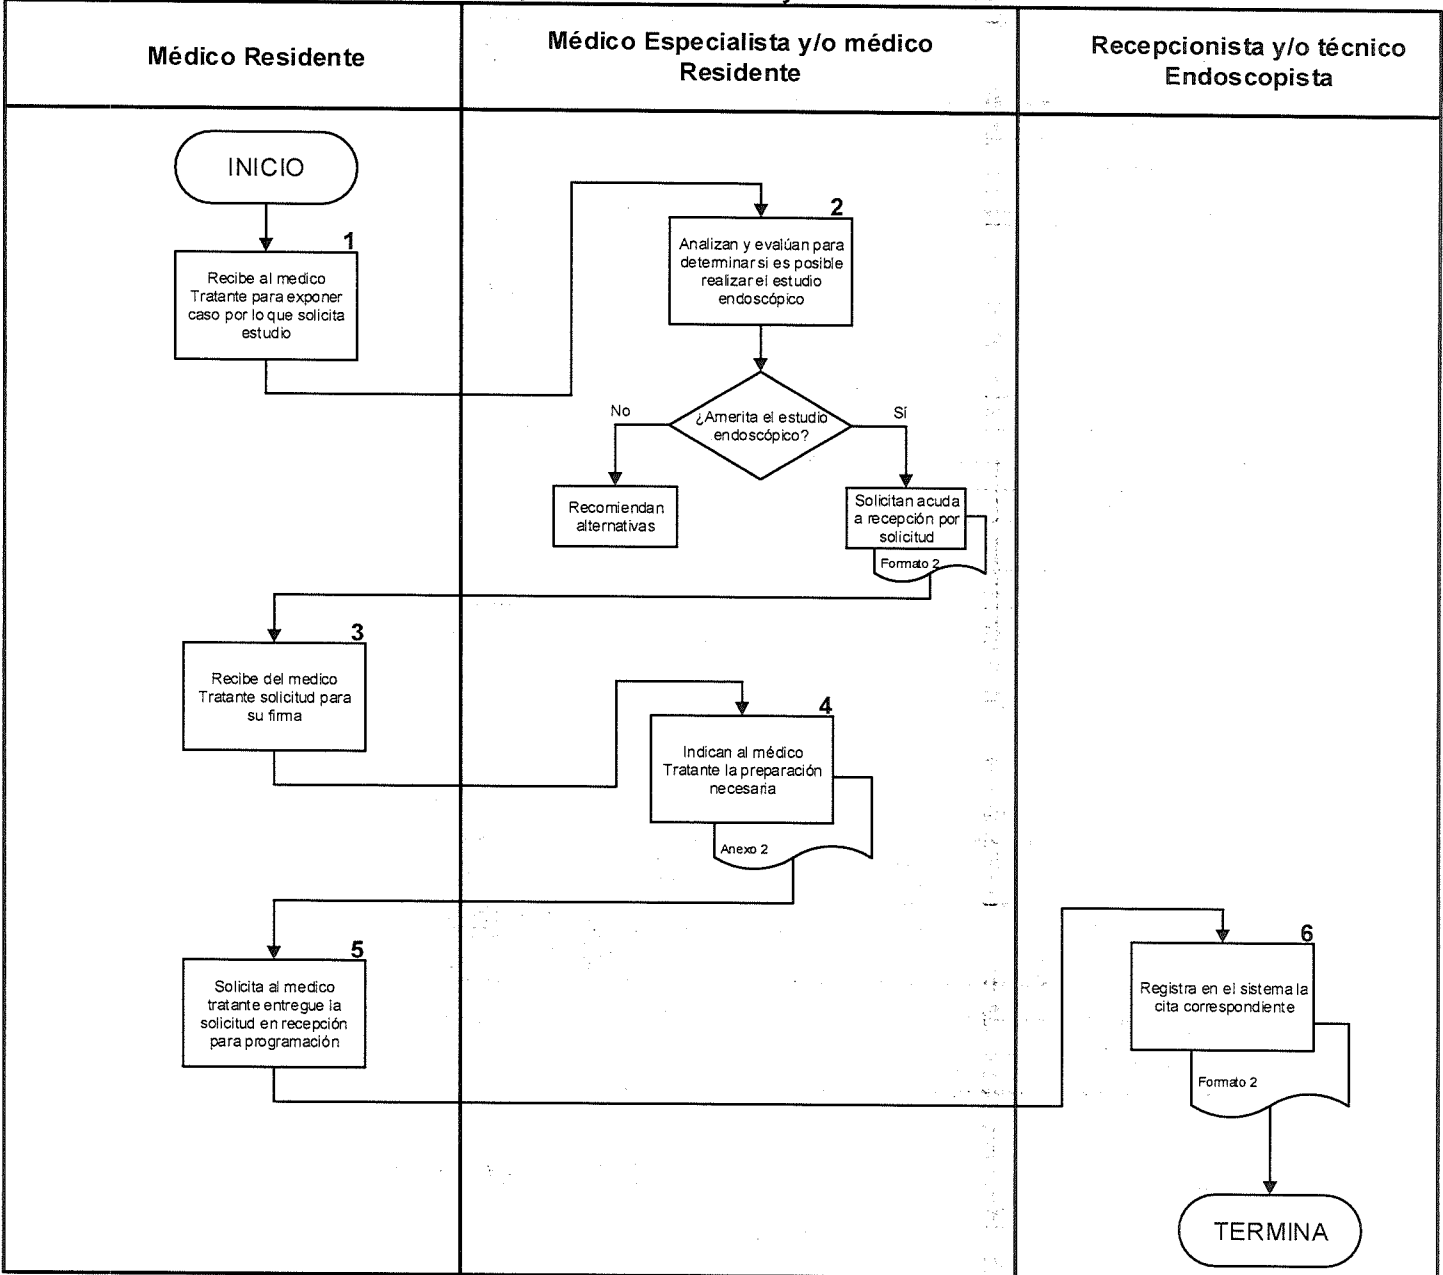 Médico Residente
Médico Especialista y/o médico
Residente
Recepcionista y/o técnico
Endoscopista
INICIO
1
Recibe al medico
Tratante para exponer
caso por lo que solicita
estudio
2
Analizan y evalúan para
determinar si es posible
realizar el estudio
endoscópico
¿Amerita el estudio
endoscópico?
No
Sí
Recomiendan
alternativas
Solicitan acuda
a recepción por
solicitud
Formato 2
3
Recibe del medico
Tratante solicitud para
su firma
4
Indican al médico
Tratante la preparación
necesaria
Anexo 2
5
Solicita al medico
tratante entregue la
solicitud en recepción
para programación
6
Registra en el sistema la
cita correspondiente
Formato 2
TERMINA